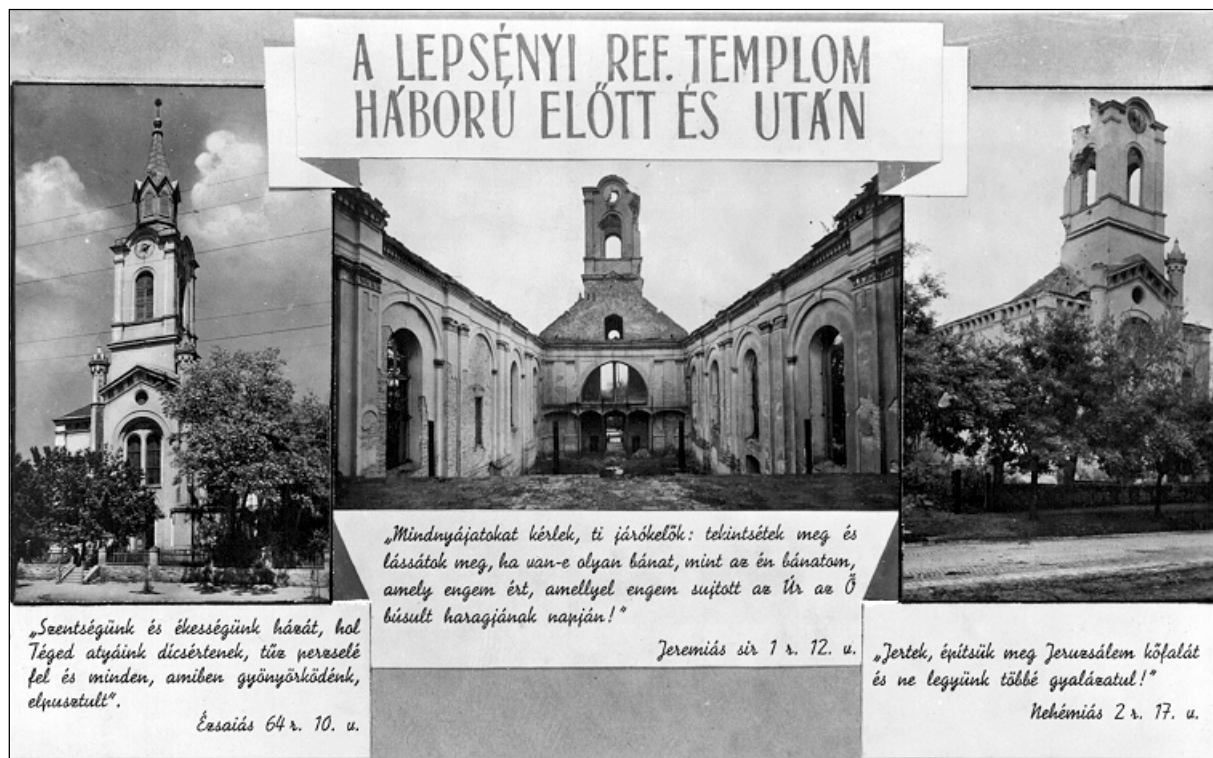 A LEPSÉNYI REF. TEMPLOM
HÁBORÚ ELŐTT ÉS UTÁN
„Szentségünk és ékességünk házát, hol
Téged atyáink dícsértenek, tűz perzselé
fel és minden, amiben gyönyörködénk,
elpusztult".
Ézsaiás 64 r. 10. v.
„Mindnyájatokat kérlek, ti járókelők: tekintsétek meg és
lássátok meg, ha van-e olyan bánat, mint az én bánatom,
amely engem ért, amellyel engem sujtott az Úr az Ő
búsult haragjának napján!"
Jeremiás sir 1 r. 12. v.
„Jertek, építsük meg Jeruzsálem kőfalát
és ne legyünk többé gyalázatul!"
Nehémiás 2 r. 17. v.